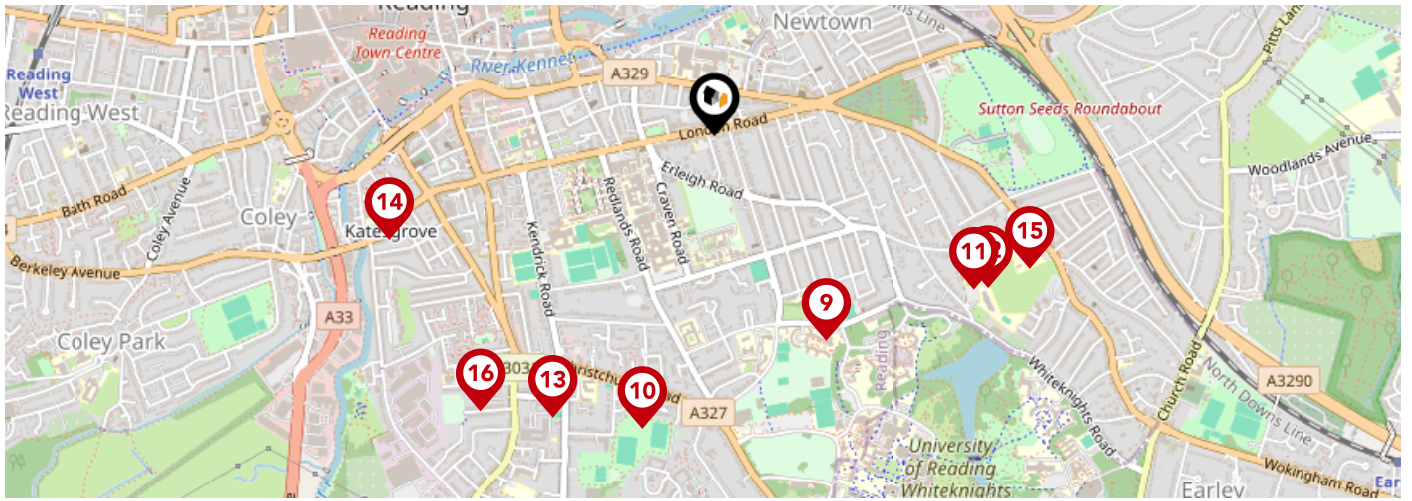 Reading
Newtown
Reading
Town Centre
River Kennet
A329
Reading
West
Reading West
London Road
Sutton Seeds Roundabout
Pitts Lane
Woodlands Avenue
Bath Road
Coley Avenue
Coley
14
Katesgrove
Berkeley Avenue
Erleigh Road
Redlands Road
Craven Road
Kendrick Road
11
15
9
A33
Coley Park
Reading
16
13
10
A327
Whiteknights Road
Church Road
North Downs Line
A3290
University
of Reading
Whiteknights
Wokingham Road
Earley